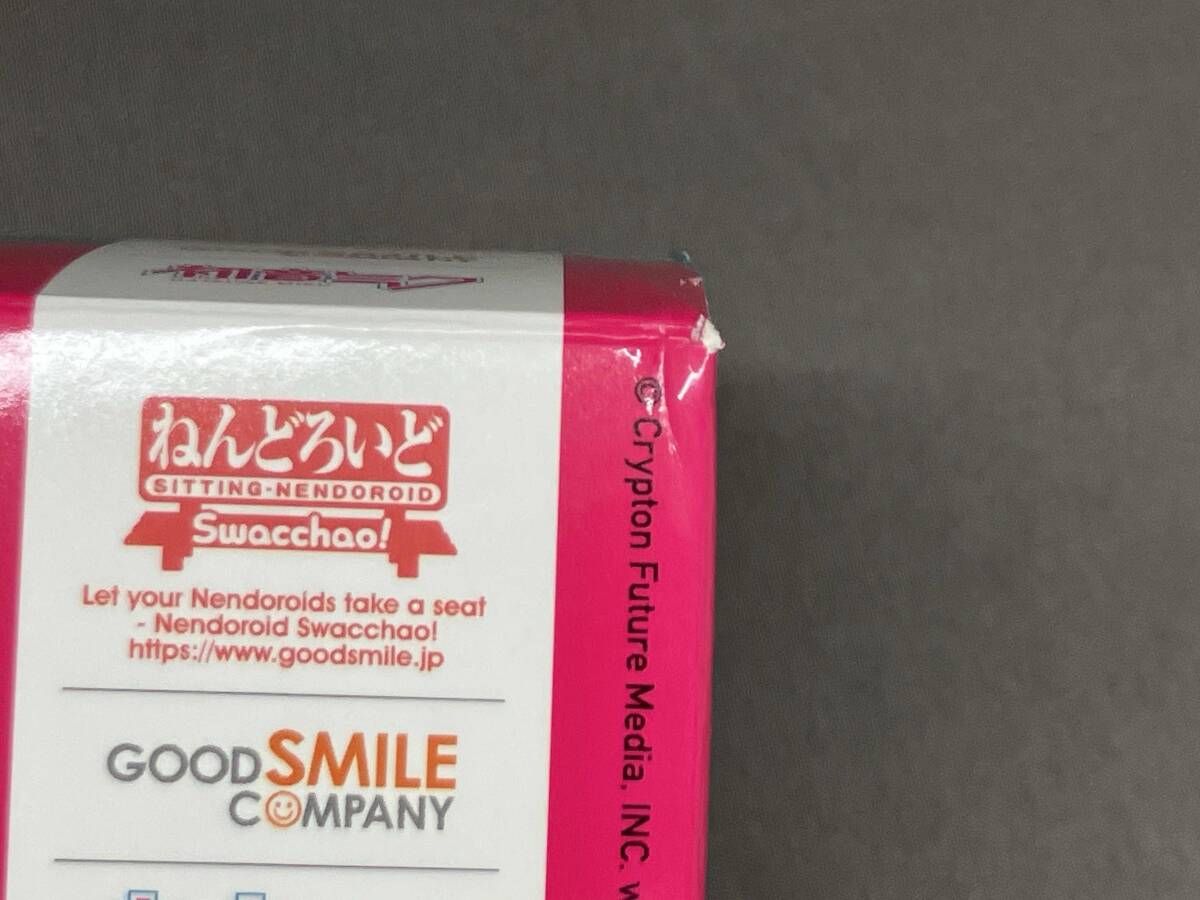 ねんどろいど
SITTING-NENDOROID
Swacchao!
Let your Nendoroids take a seat
- Nendoroid Swacchao!
https://www.goodsmile.jp
GOOD SMILE
COMPANY
© Crypton Future Media, INC. w